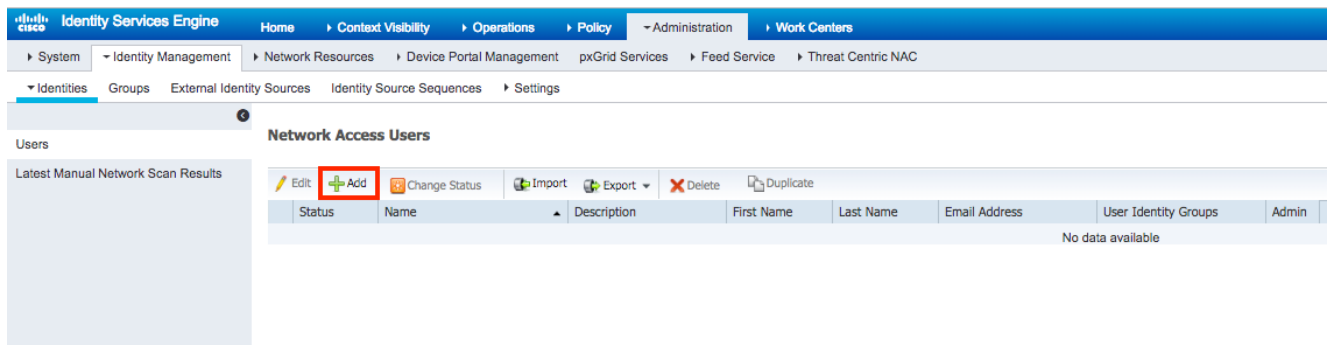 cisco Identity Services Engine Home Context Visibility Operations Policy Administration Work Centers
System Identity Management Network Resources Device Portal Management pxGrid Services Feed Service Threat Centric NAC
Identities Groups External Identity Sources Identity Source Sequences Settings
Users
Latest Manual Network Scan Results
Network Access Users
Edit Add Change Status Import Export Delete Duplicate
Status Name Description First Name Last Name Email Address User Identity Groups Admin
No data available